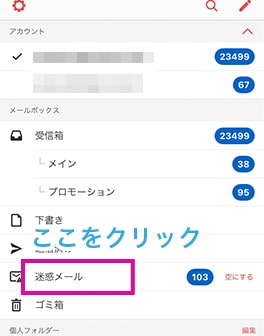 アカウント
23499
67
メールボックス
受信箱 23499
メイン 38
プロモーション 95
下書き
ここをクリック
迷惑メール 103 空にする
ゴミ箱
個人フォルダー 編集